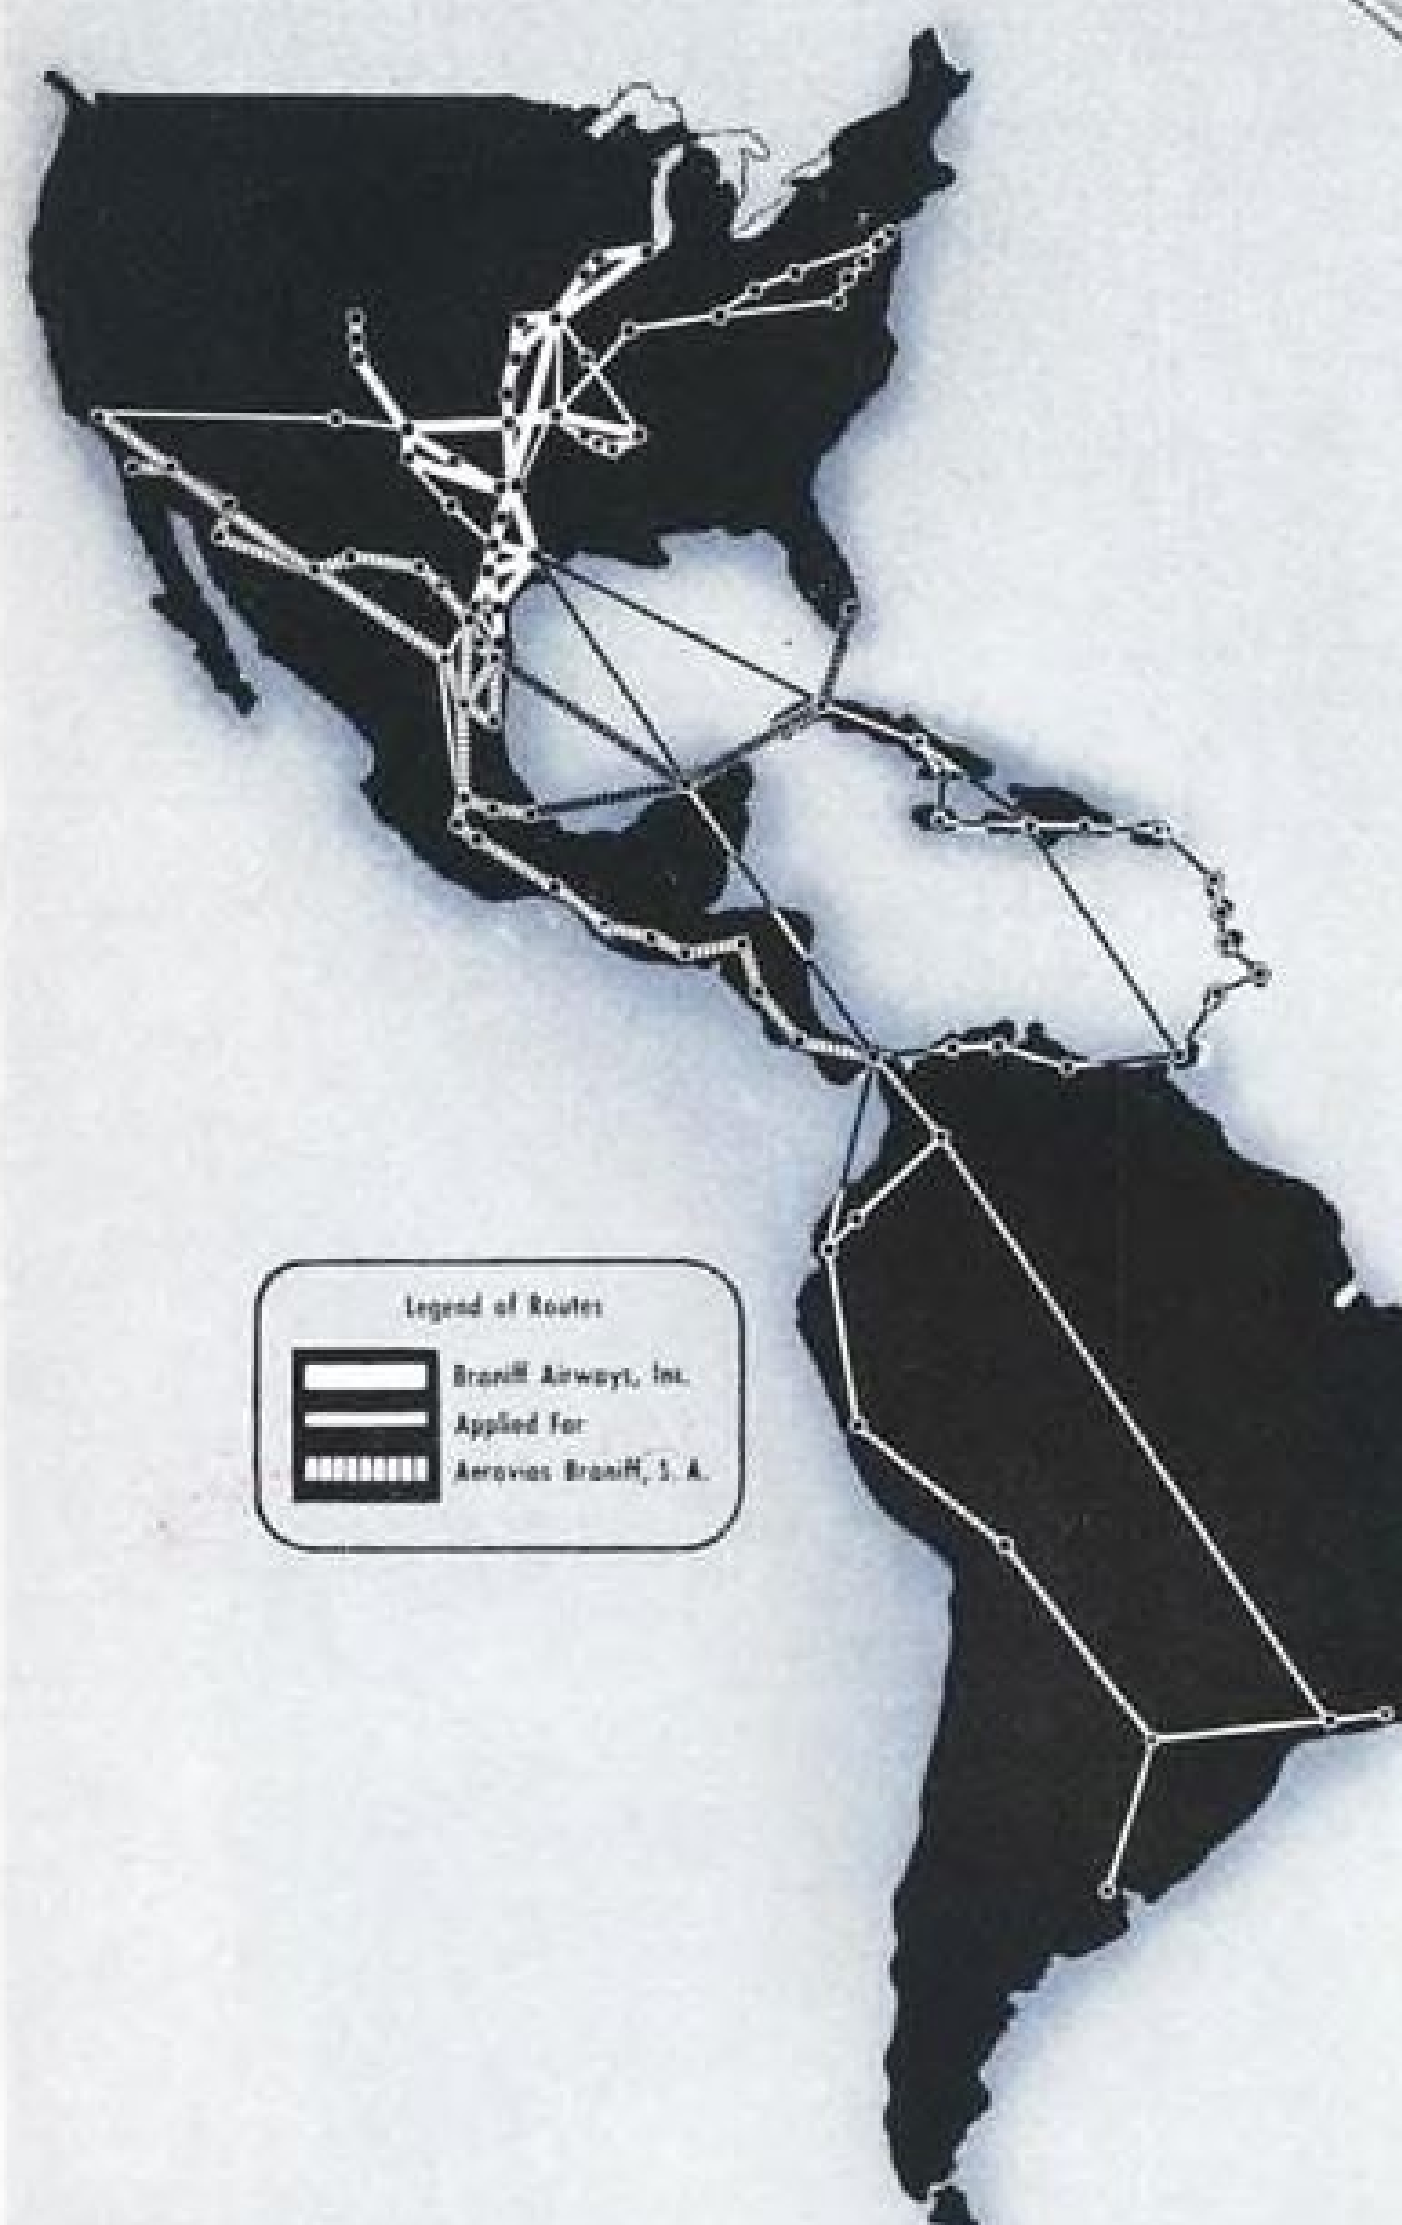 Legend of Routes
Braniff Airways, Inc.
Applied For
Aerovias Braniff, S. A.